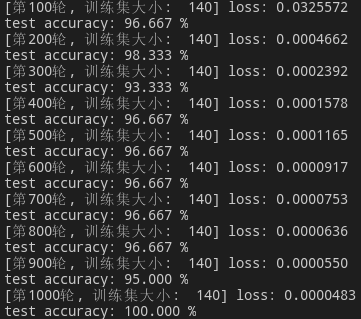 [第100轮, 训练集大小:  140] loss: 0.0325572
test accuracy: 96.667 %
[第200轮, 训练集大小:  140] loss: 0.0004662
test accuracy: 98.333 %
[第300轮, 训练集大小:  140] loss: 0.0002392
test accuracy: 93.333 %
[第400轮, 训练集大小:  140] loss: 0.0001578
test accuracy: 96.667 %
[第500轮, 训练集大小:  140] loss: 0.0001165
test accuracy: 96.667 %
[第600轮, 训练集大小:  140] loss: 0.0000917
test accuracy: 96.667 %
[第700轮, 训练集大小:  140] loss: 0.0000753
test accuracy: 96.667 %
[第800轮, 训练集大小:  140] loss: 0.0000636
test accuracy: 96.667 %
[第900轮, 训练集大小:  140] loss: 0.0000550
test accuracy: 95.000 %
[第1000轮, 训练集大小:  140] loss: 0.0000483
test accuracy: 100.000 %